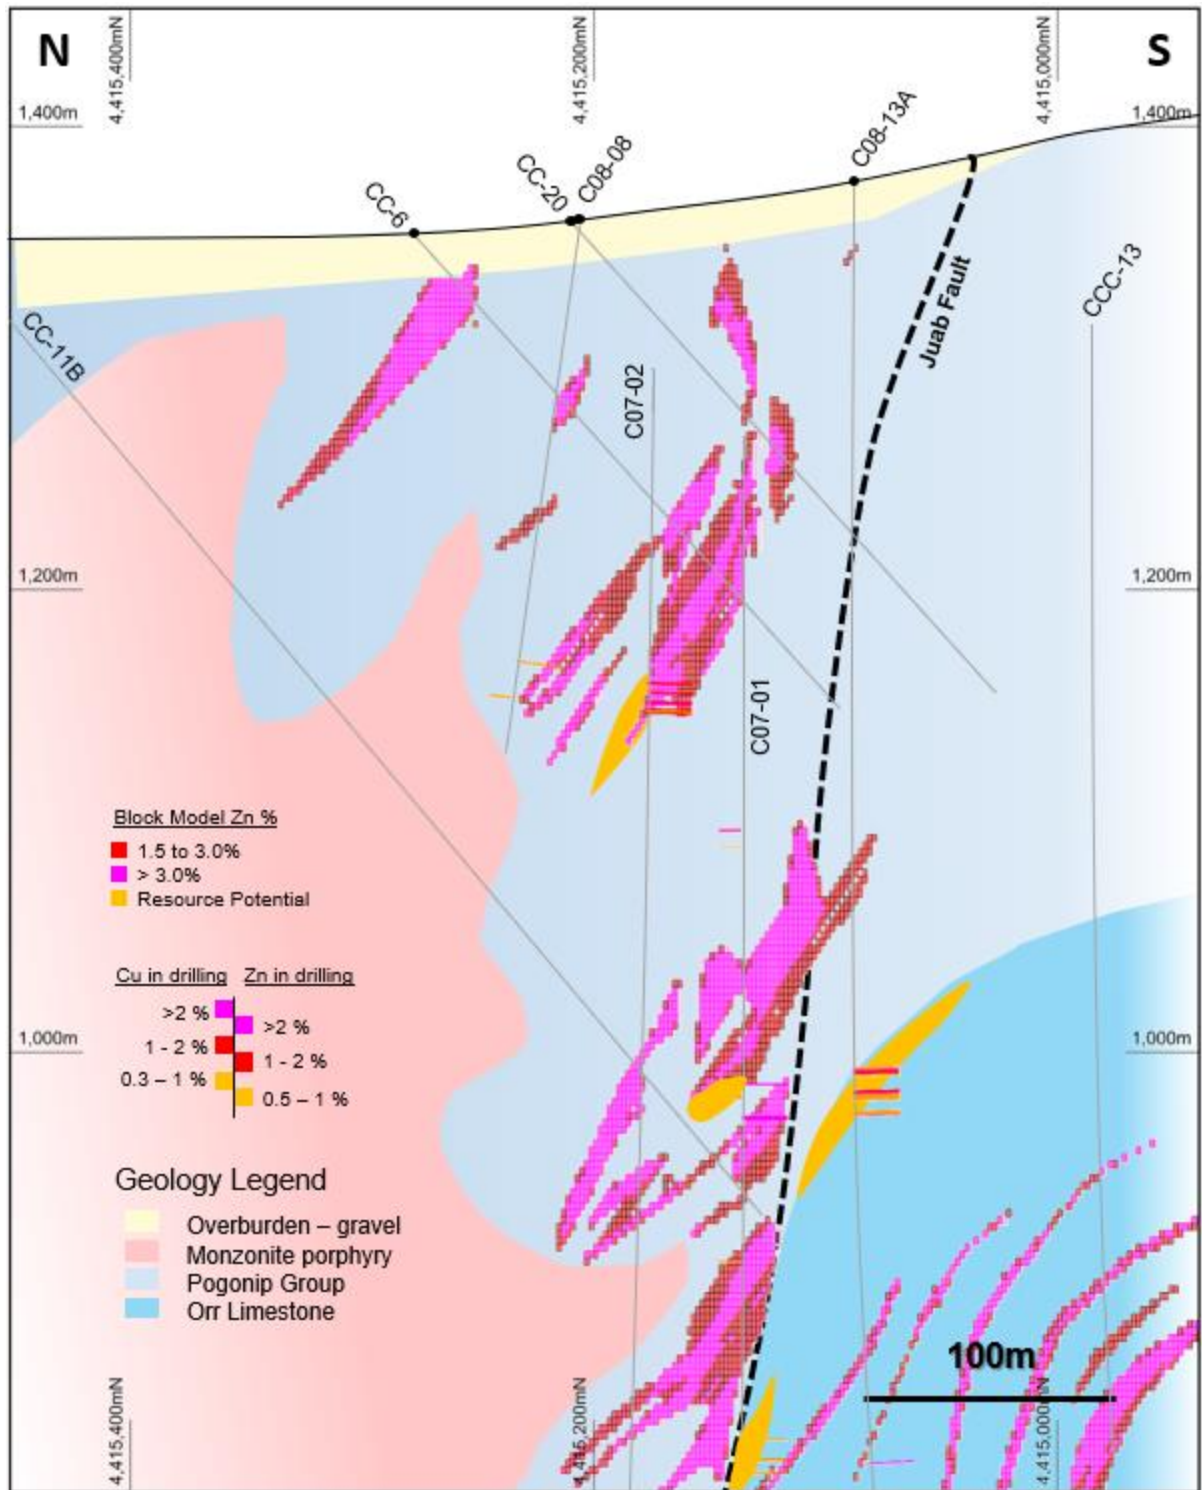 N
S
4,415,400mN
4,415,200mN
4,415,000mN
1,400m
1,400m
CC-6
CC-20
C08-08
C08-13A
CCC-13
Juab Fault
CC-11B
C07-02
1,200m
1,200m
C07-01
Block Model Zn %
1.5 to 3.0%
> 3.0%
Resource Potential
Cu in drilling Zn in drilling
>2 %
>2 %
1 - 2 %
1 - 2 %
0.3 – 1 %
0.5 – 1 %
1,000m
1,000m
Geology Legend
Overburden – gravel
Monzonite porphyry
Pogonip Group
Orr Limestone
100m
4,415,400mN
4,415,200mN
4,415,000mN